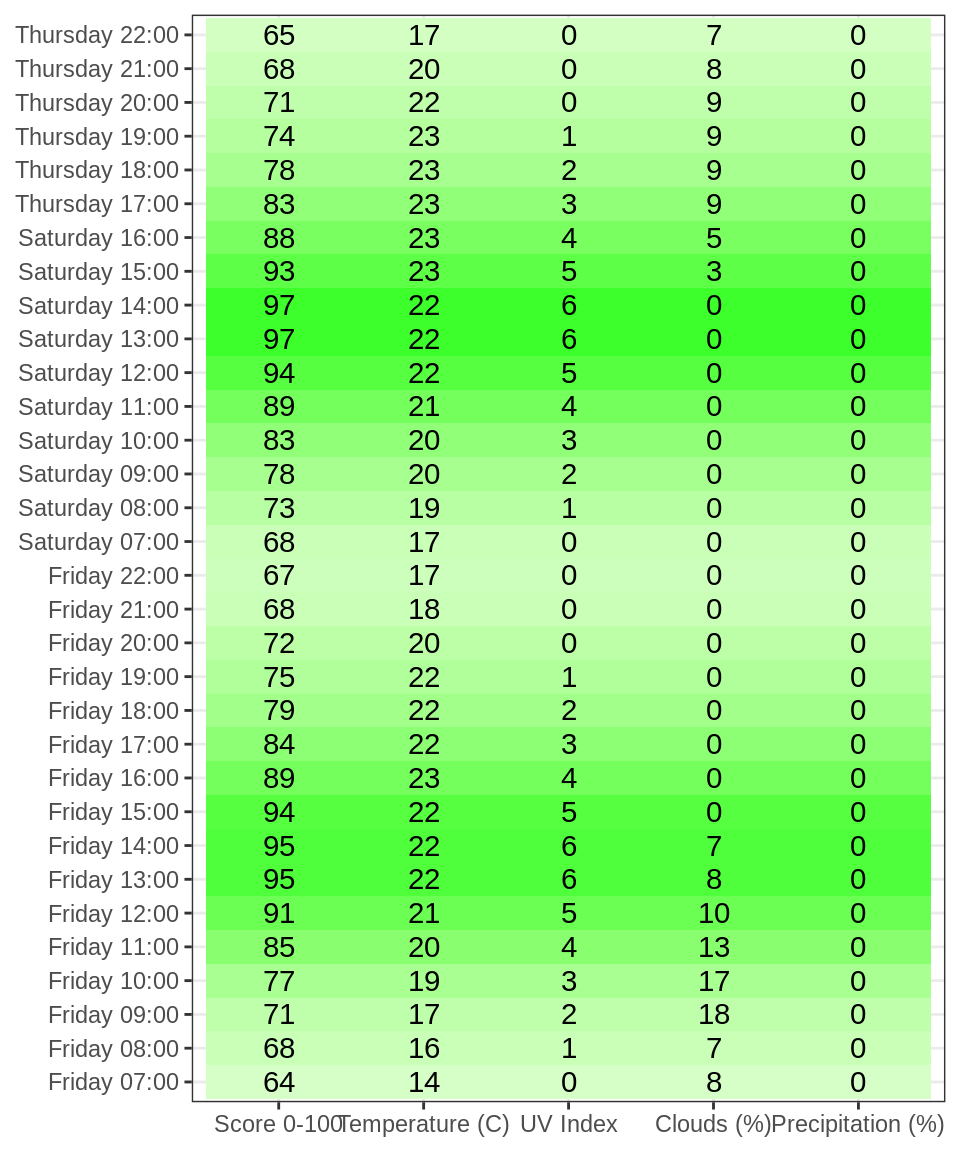 Thursday 22:00 65 17 0 7 0
Thursday 21:00 68 20 0 8 0
Thursday 20:00 71 22 0 9 0
Thursday 19:00 74 23 1 9 0
Thursday 18:00 78 23 2 9 0
Thursday 17:00 83 23 3 9 0
Saturday 16:00 88 23 4 5 0
Saturday 15:00 93 23 5 3 0
Saturday 14:00 97 22 6 0 0
Saturday 13:00 97 22 6 0 0
Saturday 12:00 94 22 5 0 0
Saturday 11:00 89 21 4 0 0
Saturday 10:00 83 20 3 0 0
Saturday 09:00 78 20 2 0 0
Saturday 08:00 73 19 1 0 0
Saturday 07:00 68 17 0 0 0
Friday 22:00 67 17 0 0 0
Friday 21:00 68 18 0 0 0
Friday 20:00 72 20 0 0 0
Friday 19:00 75 22 1 0 0
Friday 18:00 79 22 2 0 0
Friday 17:00 84 22 3 0 0
Friday 16:00 89 23 4 0 0
Friday 15:00 94 22 5 0 0
Friday 14:00 95 22 6 7 0
Friday 13:00 95 22 6 8 0
Friday 12:00 91 21 5 10 0
Friday 11:00 85 20 4 13 0
Friday 10:00 77 19 3 17 0
Friday 09:00 71 17 2 18 0
Friday 08:00 68 16 1 7 0
Friday 07:00 64 14 0 8 0
Score 0-100 Temperature (C) UV Index Clouds (%) Precipitation (%)